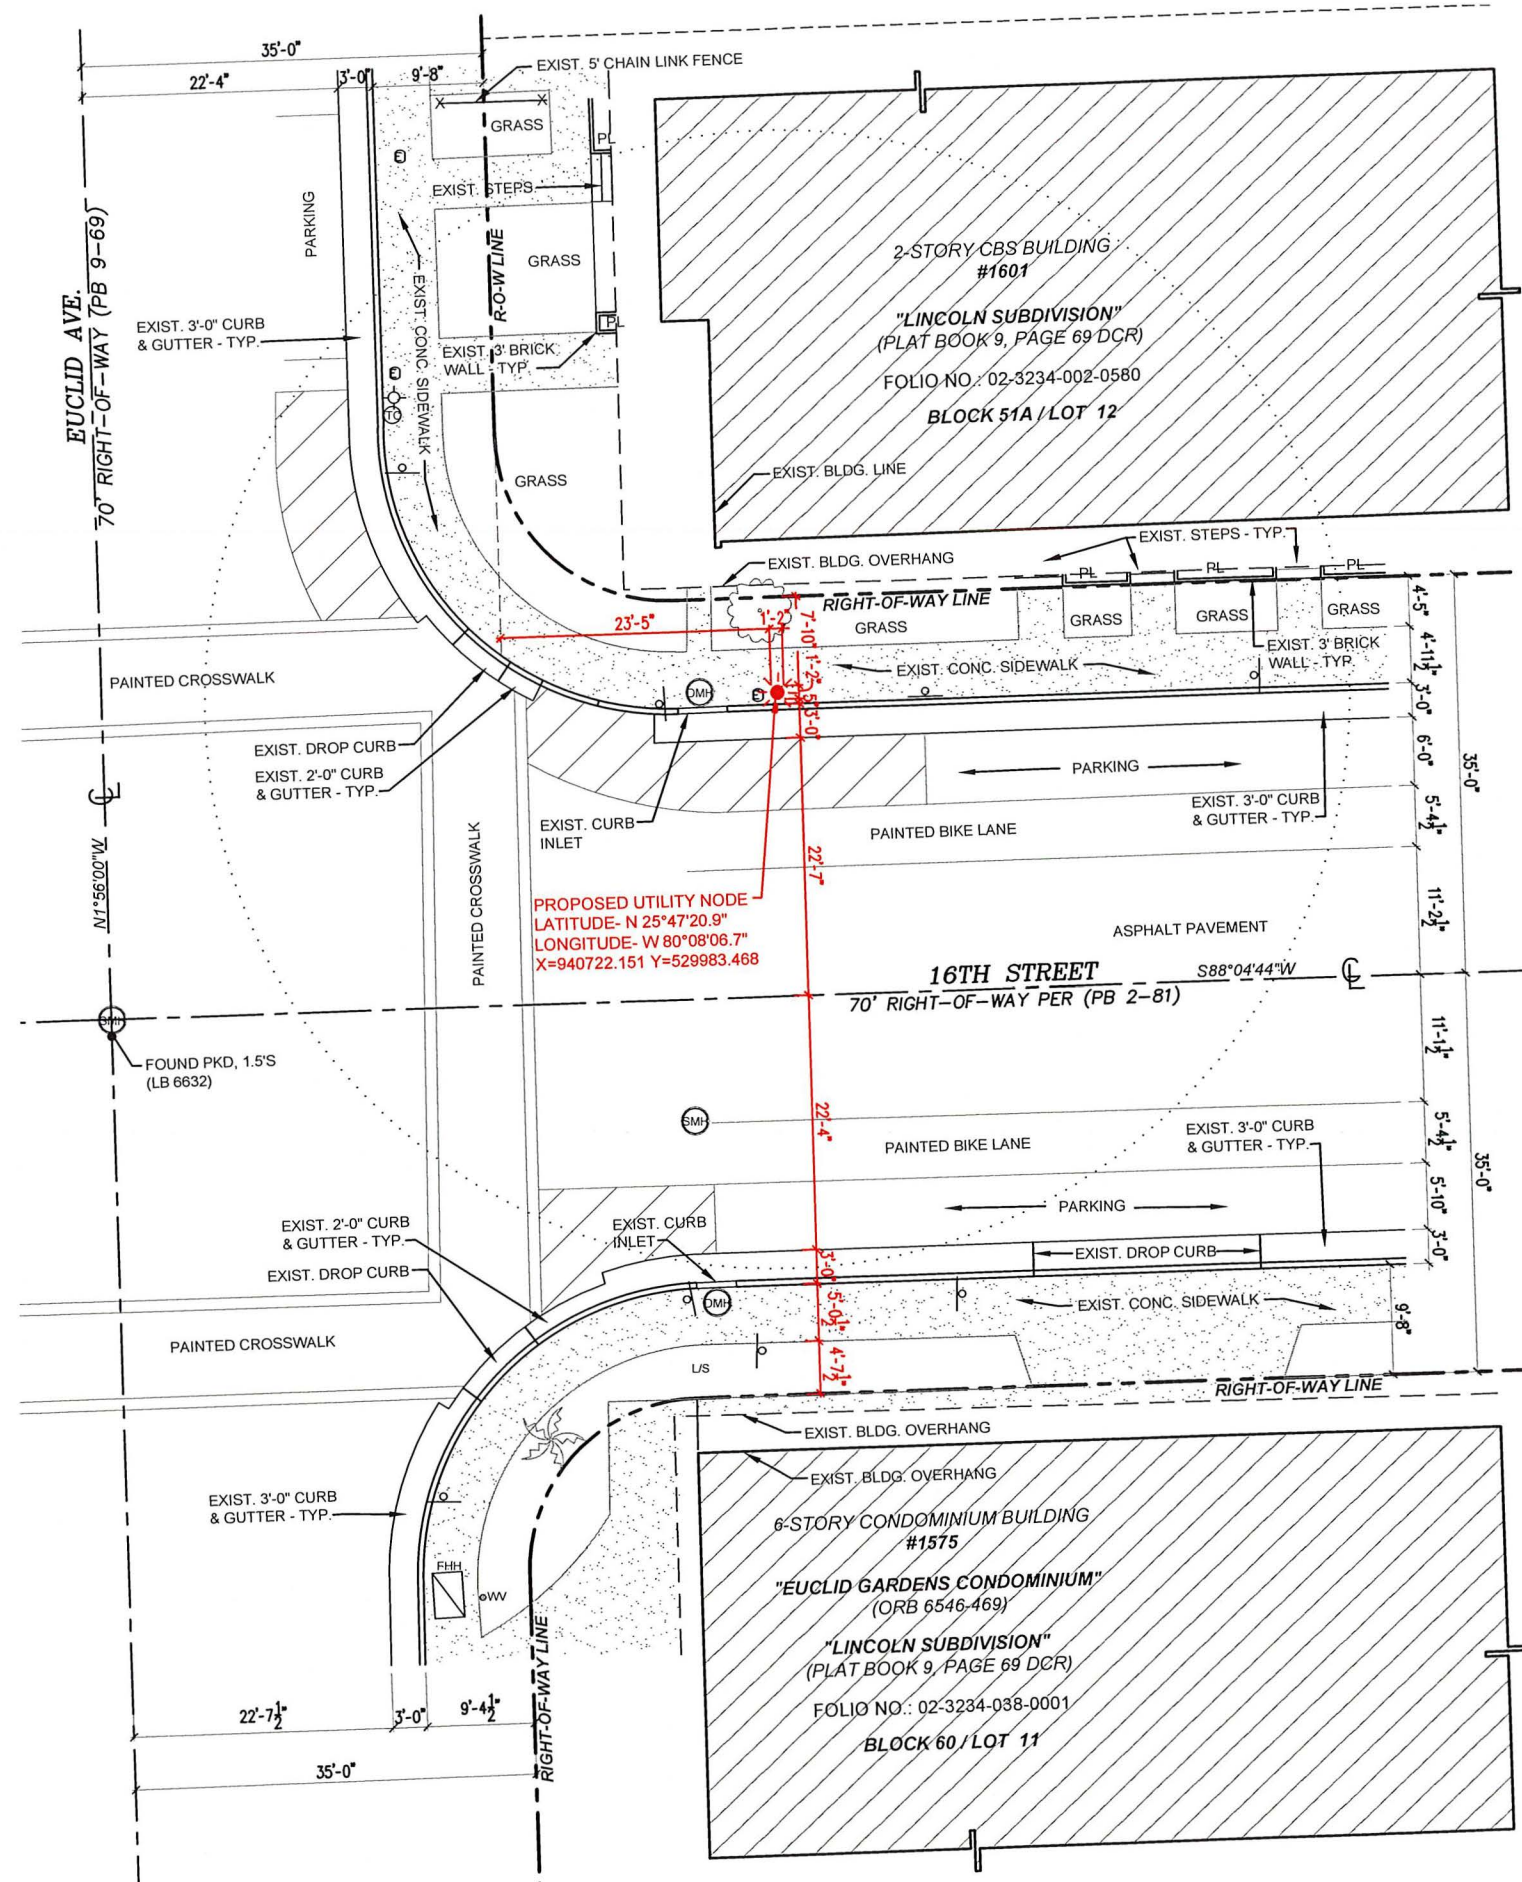 35'-0"
22'-4"
3'-0"
9'-8"
EXIST. 5' CHAIN LINK FENCE
X
X
GRASS
PL
E
EXIST. STEPS
PARKING
EUCLID AVE.
70' RIGHT-OF-WAY (PB 9-69)
R-O-W LINE
GRASS
EXIST. CONC. SIDEWALK
EXIST. 3'-0" CURB
& GUTTER - TYP.
PL
EXIST. 3' BRICK
WALL - TYP.
E
TC
GRASS
2-STORY CBS BUILDING
#1601
"LINCOLN SUBDIVISION"
(PLAT BOOK 9, PAGE 69 DCR)
FOLIO NO.: 02-3234-002-0580
BLOCK 51A / LOT 12
EXIST. BLDG. LINE
EXIST. STEPS - TYP.
EXIST. BLDG. OVERHANG
PL
PL
PL
RIGHT-OF-WAY LINE
GRASS
GRASS
GRASS
GRASS
4'-5"
4'-11½"
3'-0"
6'-0"
5'-4½"
11'-2½"
35'-0"
23'-5"
1'-2"
7'-10"
1'-2"
.5'
3'-0"
EXIST. 3' BRICK
WALL - TYP.
EXIST. CONC. SIDEWALK
PAINTED CROSSWALK
DMH
E
EXIST. DROP CURB
EXIST. 2'-0" CURB
& GUTTER - TYP.
EXIST. CURB
INLET
PARKING
EXIST. 3'-0" CURB
& GUTTER - TYP.
PAINTED BIKE LANE
22'-7"
PAINTED CROSSWALK
N1°56'00"W
PROPOSED UTILITY NODE
LATITUDE- N 25°47'20.9"
LONGITUDE- W 80°08'06.7"
X=940722.151 Y=529983.468
ASPHALT PAVEMENT
16TH STREET
S88°04'44"W
70' RIGHT-OF-WAY PER (PB 2-81)
SMH
FOUND PKD, 1.5'S
(LB 6632)
11'-1½"
5'-4½"
5'-10"
3'-0"
35'-0"
22'-4"
SMH
PAINTED BIKE LANE
EXIST. 3'-0" CURB
& GUTTER - TYP.
PARKING
EXIST. 2'-0" CURB
& GUTTER - TYP.
EXIST. CURB
INLET
EXIST. DROP CURB
EXIST. DROP CURB
3'-0"
5'-0½"
4'-7½"
DMH
EXIST. CONC. SIDEWALK
9'-8"
PAINTED CROSSWALK
L/S
RIGHT-OF-WAY LINE
EXIST. BLDG. OVERHANG
EXIST. BLDG. OVERHANG
EXIST. 3'-0" CURB
& GUTTER - TYP.
FHH
WV
6-STORY CONDOMINIUM BUILDING
#1575
"EUCLID GARDENS CONDOMINIUM"
(ORB 6546-469)
"LINCOLN SUBDIVISION"
(PLAT BOOK 9, PAGE 69 DCR)
FOLIO NO.: 02-3234-038-0001
BLOCK 60 / LOT 11
RIGHT-OF-WAY LINE
22'-7½"
3'-0"
9'-4½"
35'-0"